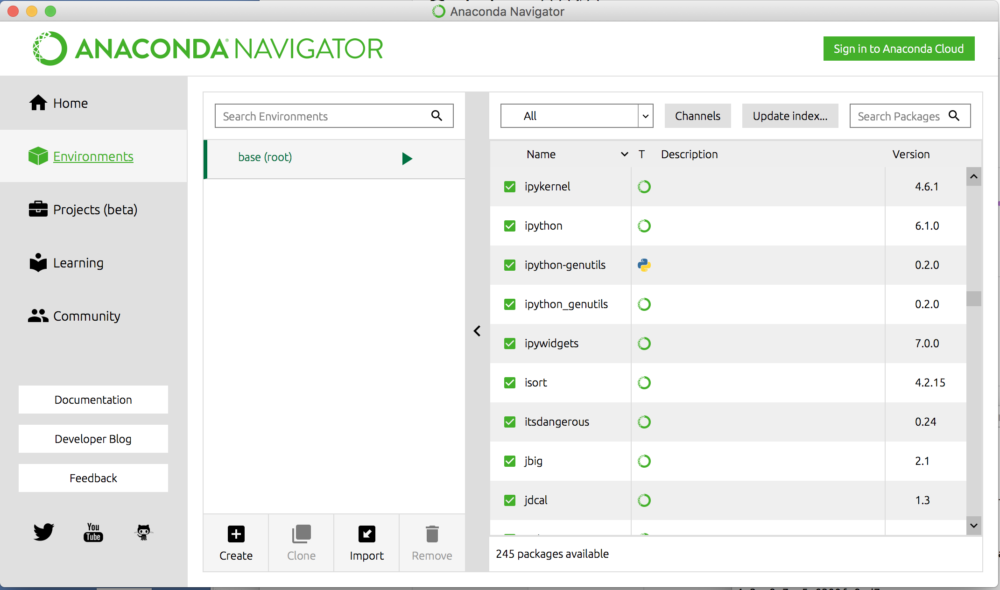 Anaconda Navigator
ANACONDA® NAVIGATOR
Sign in to Anaconda Cloud
Home
Environments
Projects (beta)
Learning
Community
Documentation
Developer Blog
Feedback
You
Tube
Search Environments
base (root)
Create
Clone
Import
Remove
All
Channels
Update index...
Search Packages
Name T Description Version
ipykernel 4.6.1
ipython 6.1.0
ipython-genutils 0.2.0
ipython_genutils 0.2.0
ipywidgets 7.0.0
isort 4.2.15
itsdangerous 0.24
jbig 2.1
jdcal 1.3
245 packages available